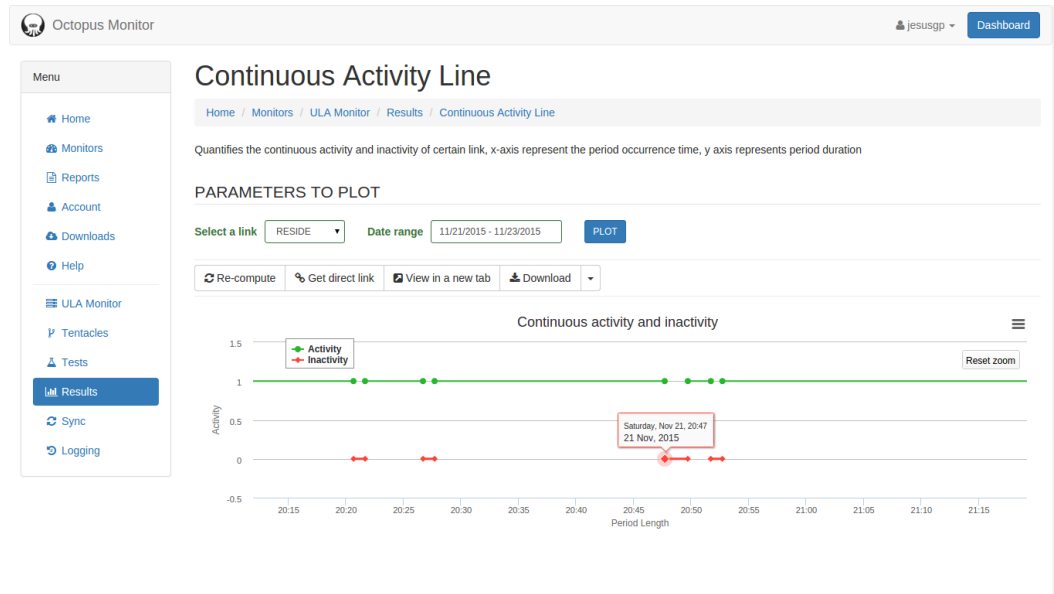 Octopus Monitor
jesusgp
Dashboard
Menu
Home
Monitors
Reports
Account
Downloads
Help
ULA Monitor
Tentacles
Tests
Results
Sync
Logging
Continuous Activity Line
Home / Monitors / ULA Monitor / Results / Continuous Activity Line
Quantifies the continuous activity and inactivity of certain link, x-axis represent the period occurrence time, y axis represents period duration
PARAMETERS TO PLOT
Select a link RESIDE Date range 11/21/2015 - 11/23/2015 PLOT
Re-compute Get direct link View in a new tab Download
Continuous activity and inactivity
Activity
Inactivity
Reset zoom
1.5
1
0.5
0
-0.5
Activity
Saturday, Nov 21, 20:47
21 Nov, 2015
20:15 20:20 20:25 20:30 20:35 20:40 20:45 20:50 20:55 21:00 21:05 21:10 21:15
Period Length